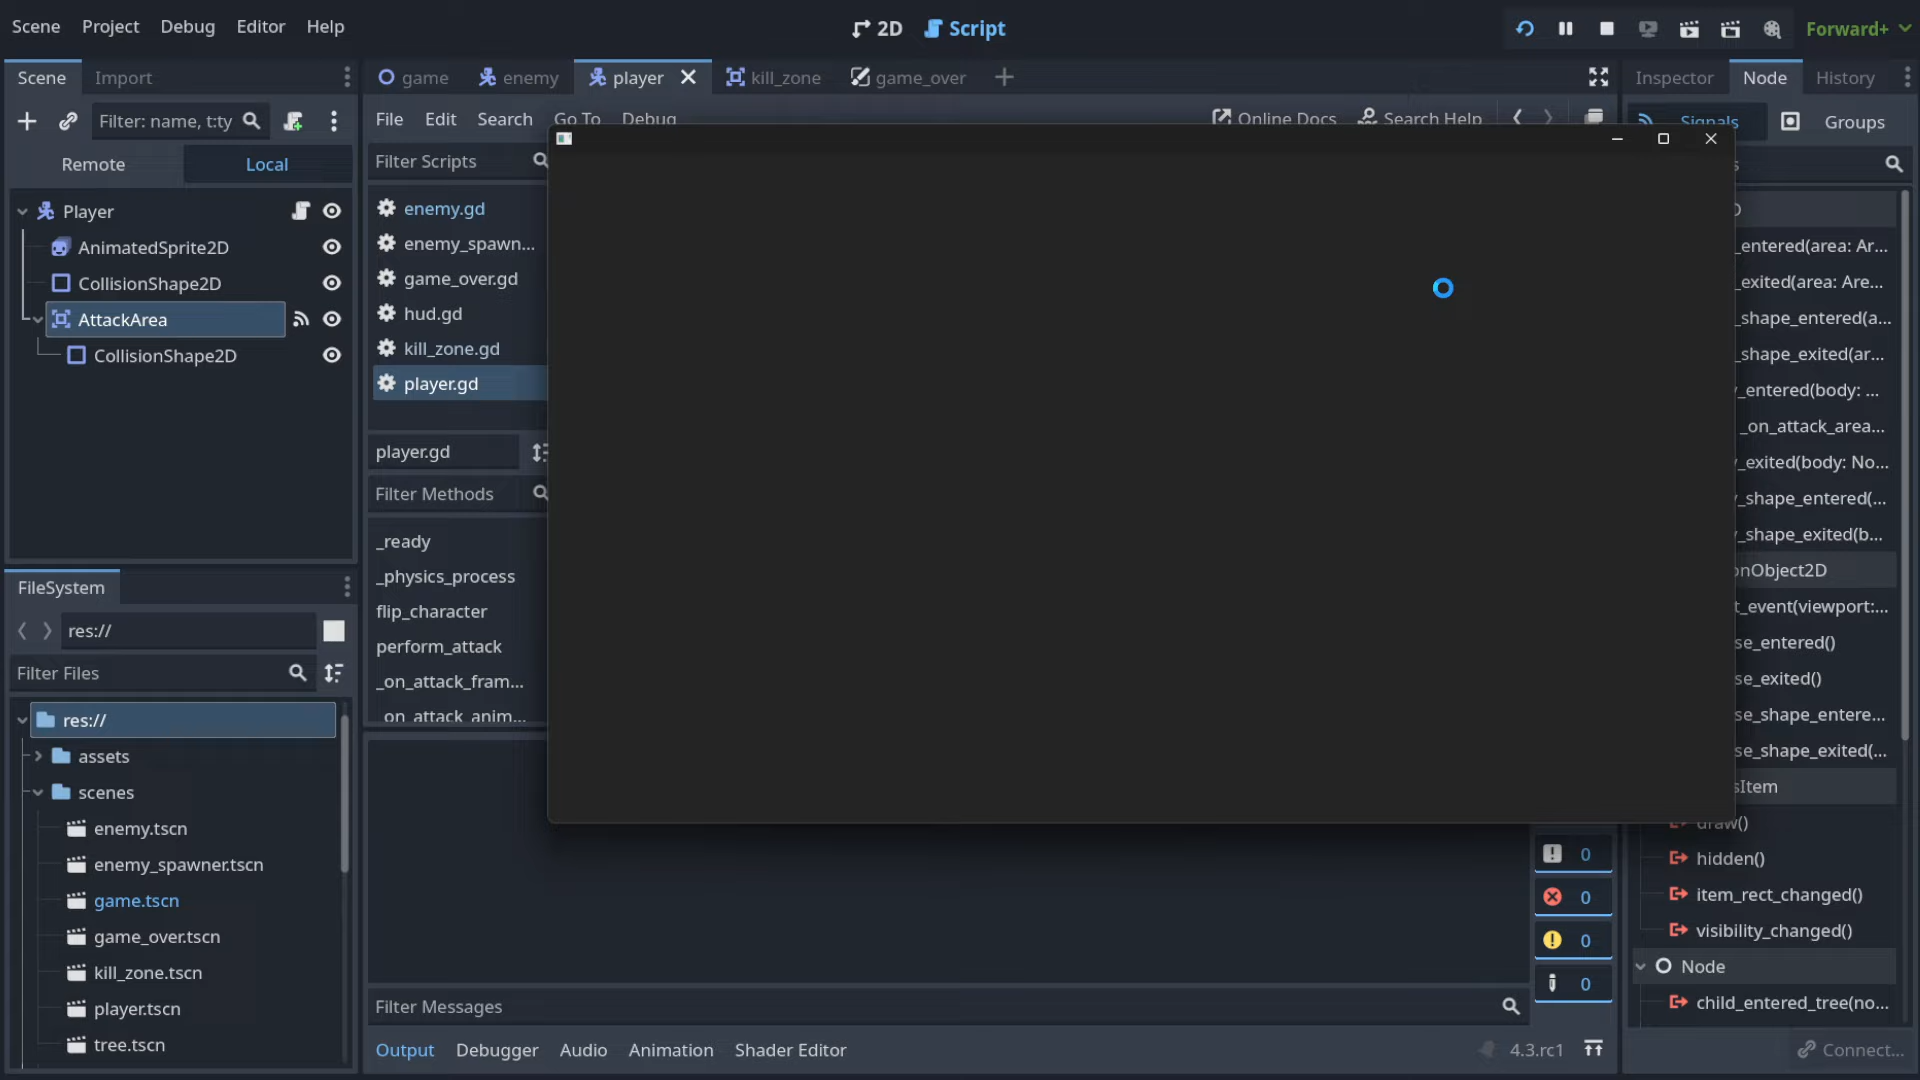 Scene Project Debug Editor Help
2D Script
Forward+
Scene Import
game enemy player kill_zone game_over
Inspector Node History
Filter: name, t:ty
File Edit Search Go To Debug
Online Docs Search Help
Signals Groups
Remote Local
Filter Scripts
Player
AnimatedSprite2D
CollisionShape2D
AttackArea
CollisionShape2D
enemy.gd
enemy_spawn...
game_over.gd
hud.gd
kill_zone.gd
player.gd
player.gd
Filter Methods
_ready
_physics_process
flip_character
perform_attack
_on_attack_fram...
_on_attack_anim...
_entered(area: Ar...
_exited(area: Are...
_shape_entered(a...
_shape_exited(ar...
_entered(body: ...
_on_attack_area...
_exited(body: No...
_shape_entered(...
_shape_exited(b...
onObject2D
t_event(viewport:...
se_entered()
se_exited()
se_shape_entere...
se_shape_exited(...
sItem
draw()
hidden()
item_rect_changed()
visibility_changed()
Node
child_entered_tree(no...
Connect...
FileSystem
res://
Filter Files
res://
assets
scenes
enemy.tscn
enemy_spawner.tscn
game.tscn
game_over.tscn
kill_zone.tscn
player.tscn
tree.tscn
0
0
0
0
Filter Messages
Output Debugger Audio Animation Shader Editor
4.3.rc1